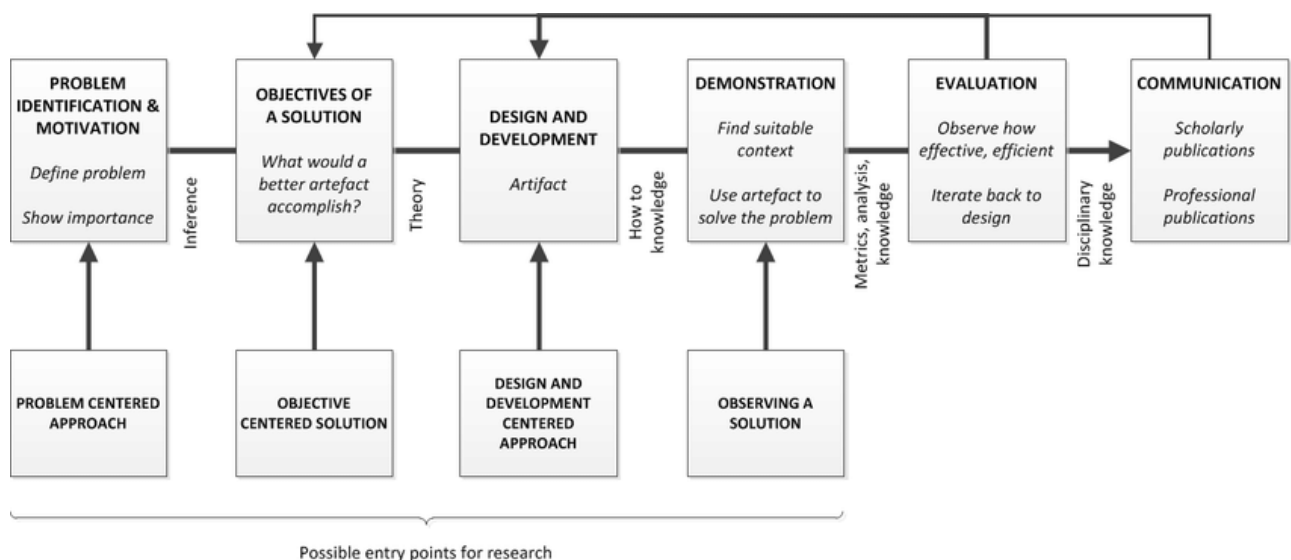 PROBLEM
IDENTIFICATION &
MOTIVATION
Define problem
Show importance
Inference
OBJECTIVES OF
A SOLUTION
What would a
better artefact
accomplish?
Theory
DESIGN AND
DEVELOPMENT
Artifact
How to
knowledge
DEMONSTRATION
Find suitable
context
Use artefact to
solve the problem
Metrics, analysis,
knowledge
EVALUATION
Observe how
effective, efficient
Iterate back to
design
Disciplinary
knowledge
COMMUNICATION
Scholarly
publications
Professional
publications
PROBLEM CENTERED
APPROACH
OBJECTIVE
CENTERED SOLUTION
DESIGN AND
DEVELOPMENT
CENTERED
APPROACH
OBSERVING A
SOLUTION
Possible entry points for research